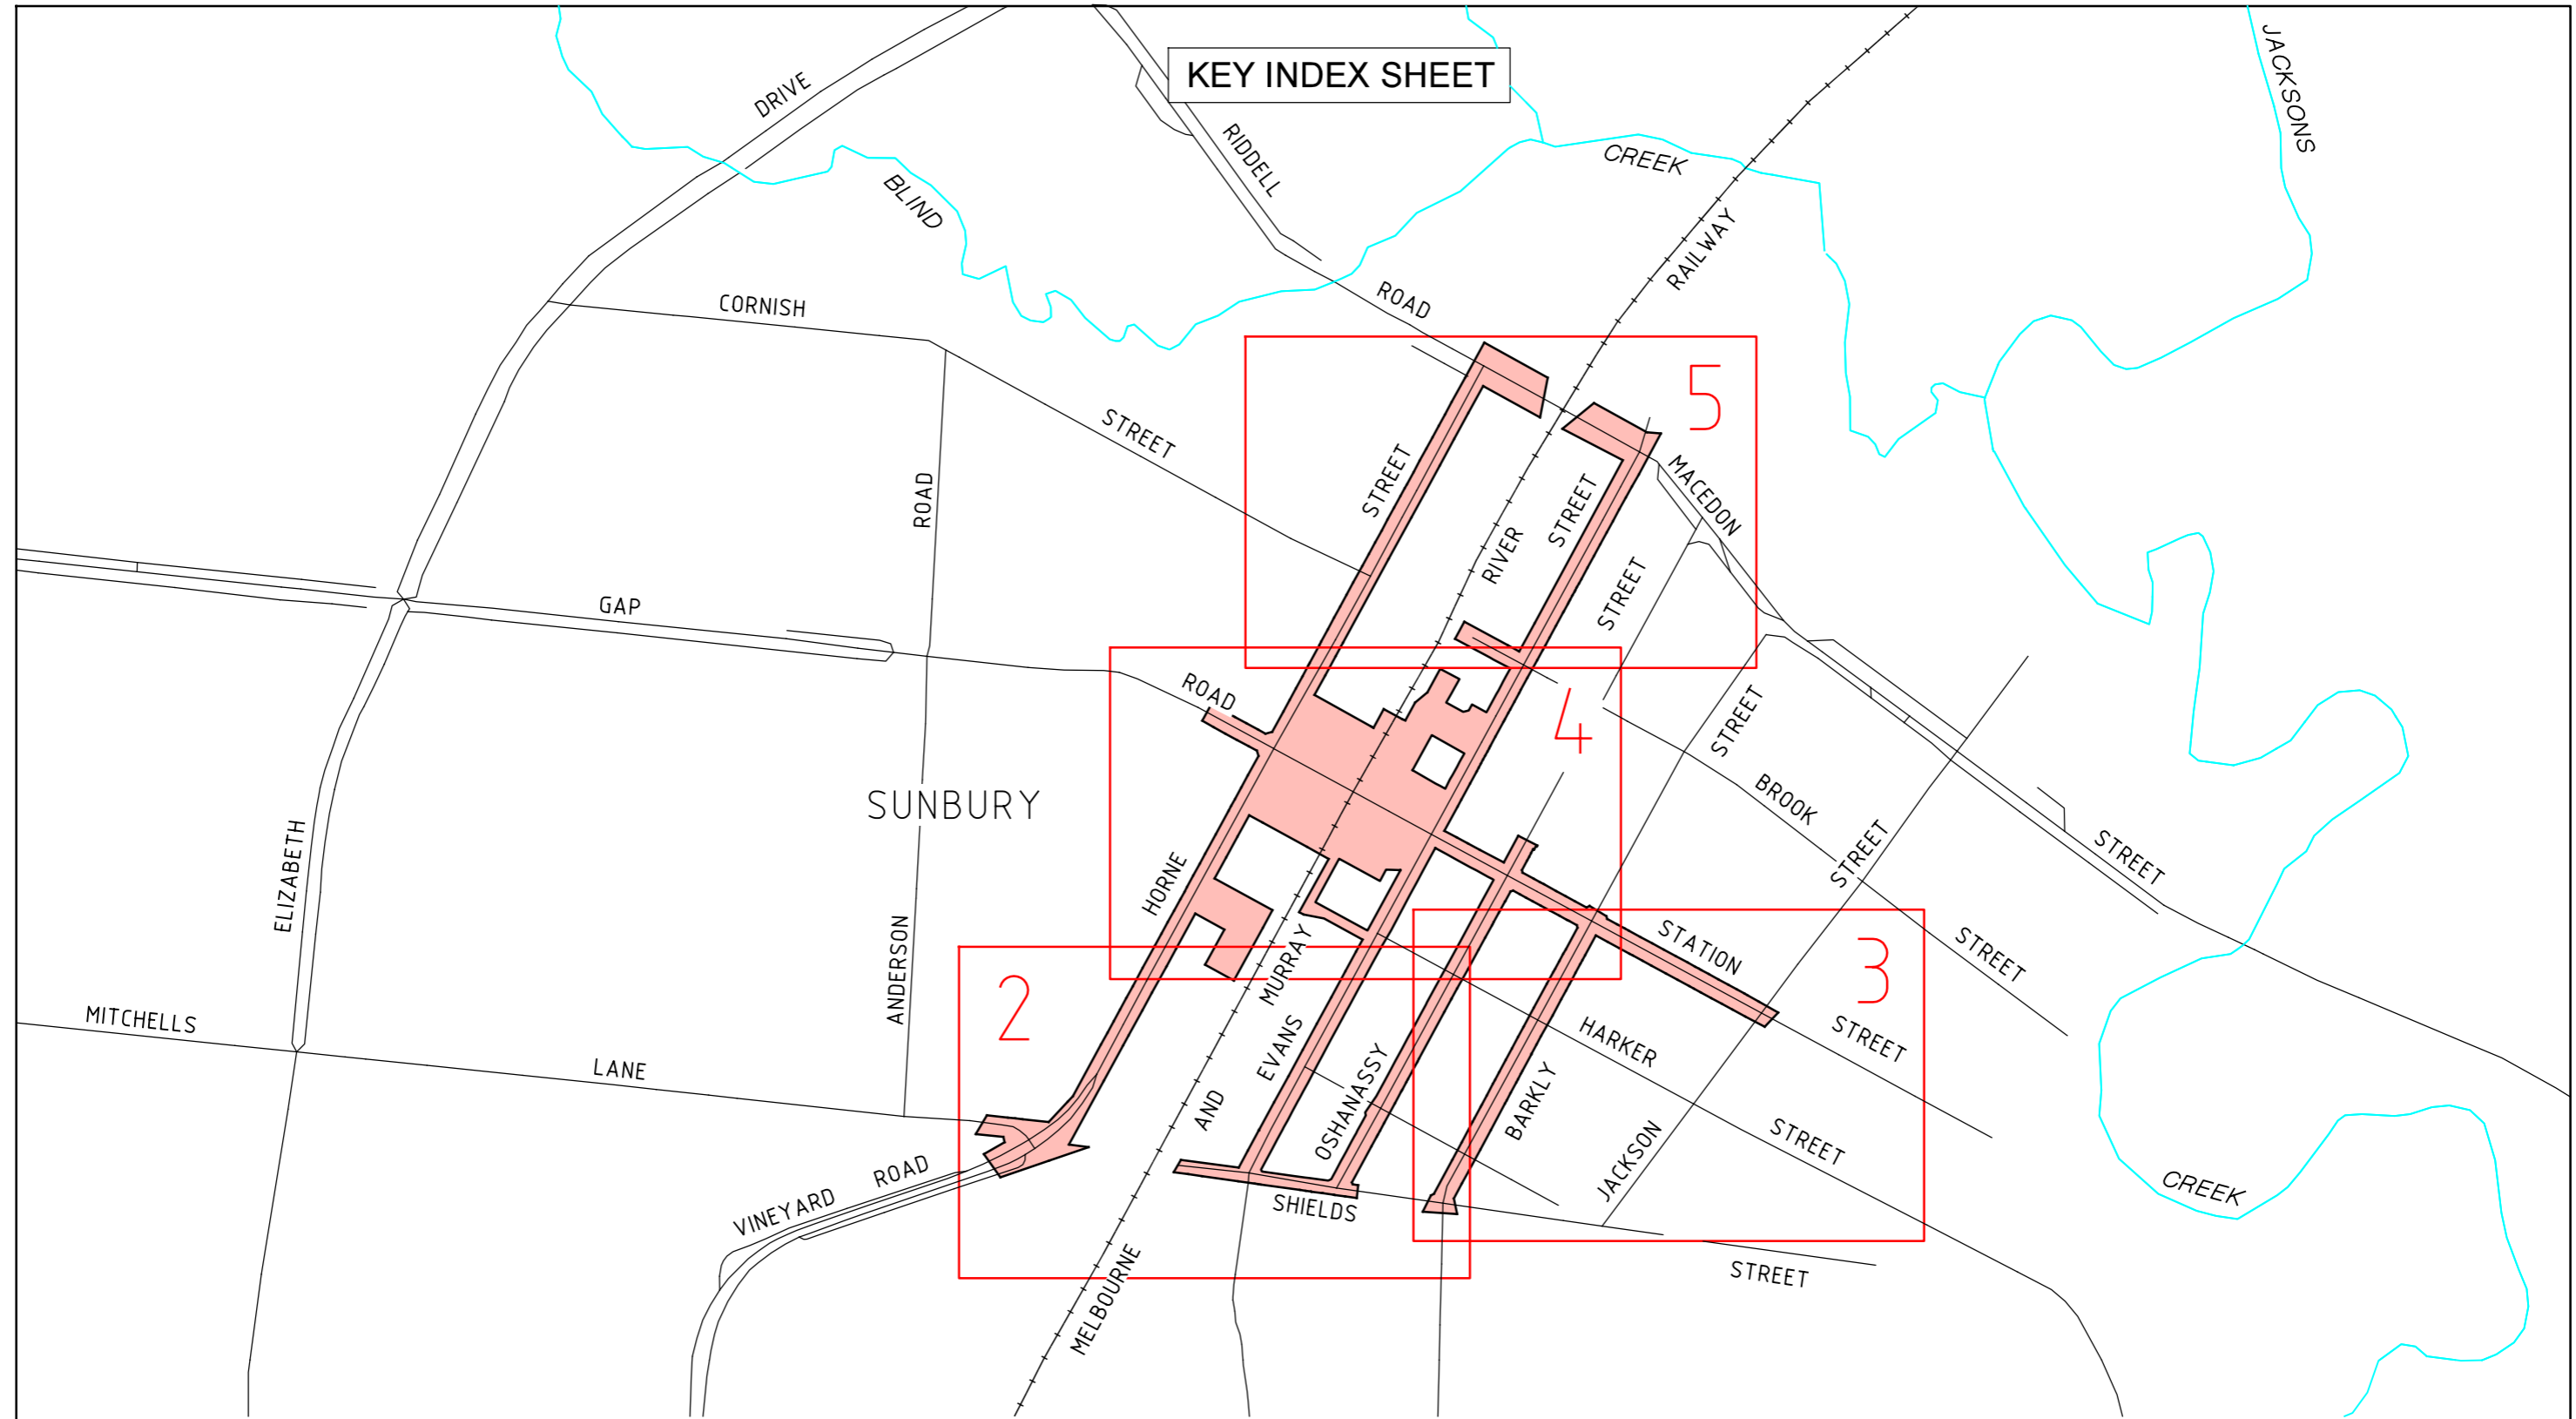 KEY INDEX SHEET
JACKSONS
DRIVE
RIDDELL
CREEK
BLIND
RAILWAY
ROAD
CORNISH
5
STREET
STREET
ROAD
STREET
MACEDON
RIVER
STREET
GAP
ROAD
4
STREET
BROOK
SUNBURY
ELIZABETH
HORNE
STREET
STREET
ANDERSON
STATION
STREET
3
2
MURRAY
MITCHELLS
EVANS
HARKER
STREET
LANE
AND
OSHANASSY
BARKLY
STREET
JACKSON
ROAD
VINEYARD
SHIELDS
CREEK
STREET
MELBOURNE